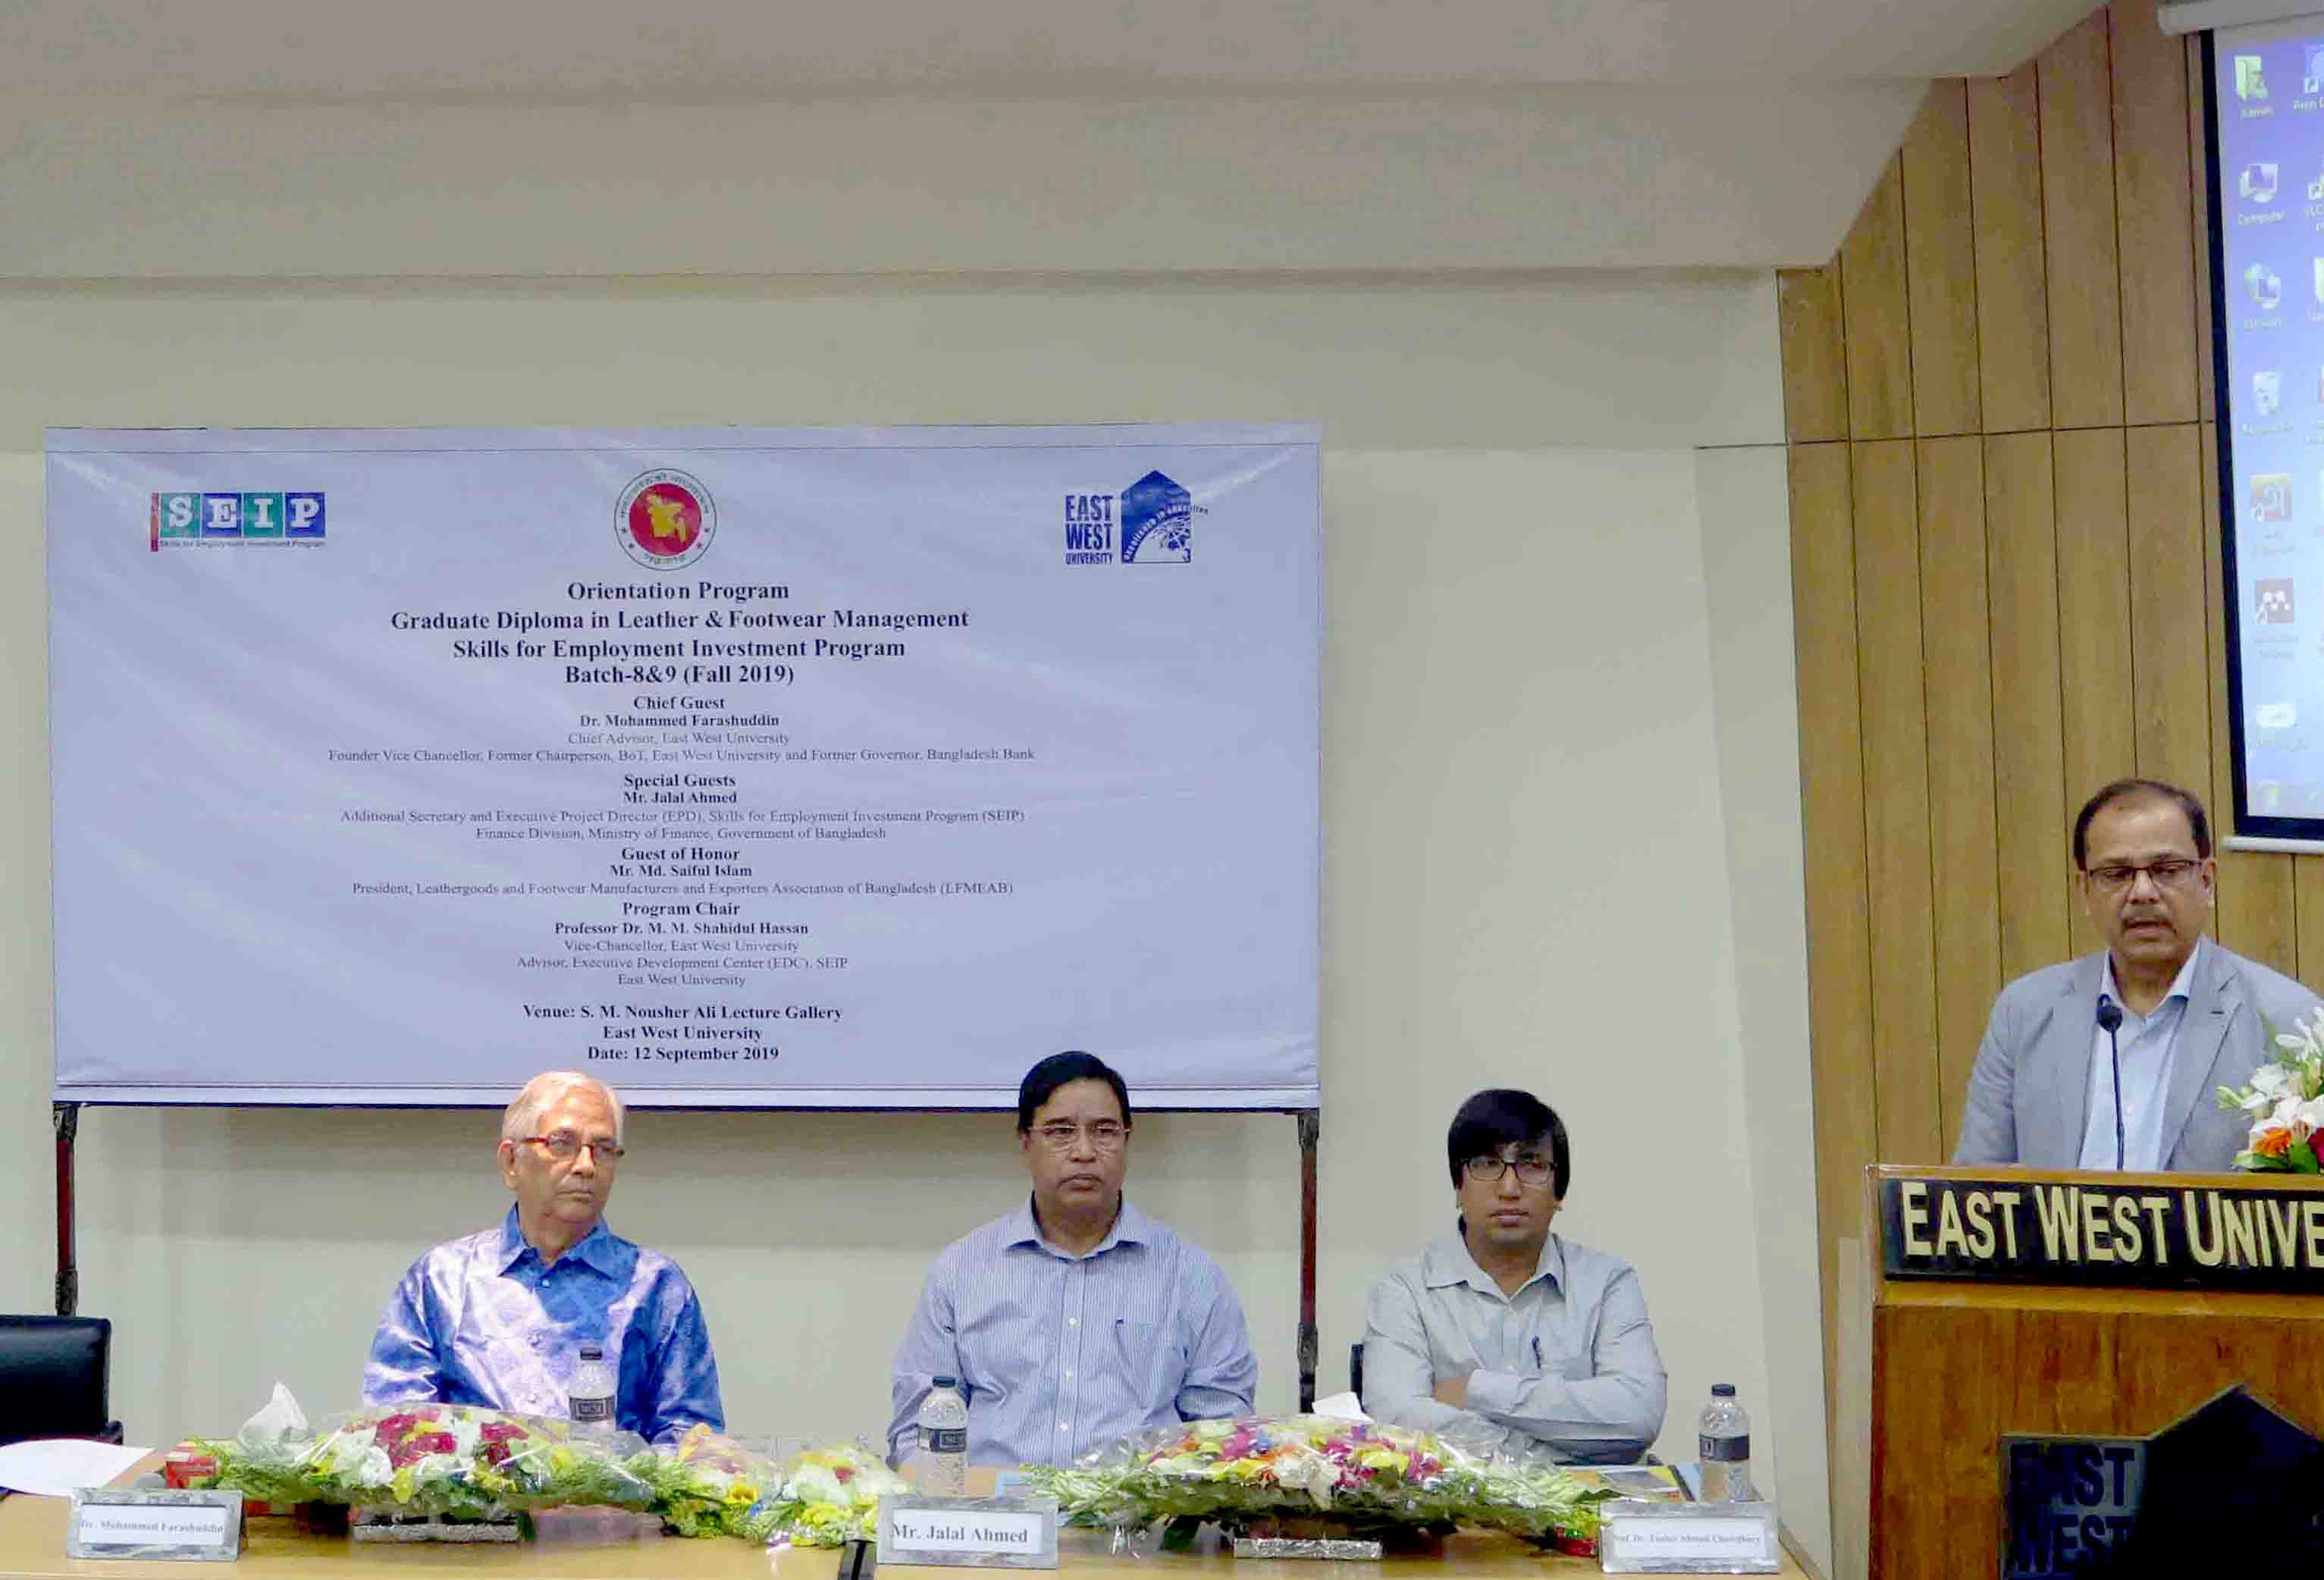 SEIP
Skills for Employment Investment Program
EAST
WEST
UNIVERSITY
Orientation Program
Graduate Diploma in Leather & Footwear Management
Skills for Employment Investment Program
Batch-8&9 (Fall 2019)
Chief Guest
Dr. Mohammed Farashuddin
Chief Advisor, East West University
Founder Vice Chancellor, Former Chairperson, BoT, East West University and Former Governor, Bangladesh Bank
Special Guests
Mr. Jalal Ahmed
Additional Secretary and Executive Project Director (EPD), Skills for Employment Investment Program (SEIP)
Finance Division, Ministry of Finance, Government of Bangladesh
Guest of Honor
Mr. Md. Saiful Islam
President, Leathergoods and Footwear Manufacturers and Exporters Association of Bangladesh (LFMEAB)
Program Chair
Professor Dr. M. M. Shahidul Hassan
Vice-Chancellor, East West University
Advisor, Executive Development Center (EDC), SEIP
East West University
Venue: S. M. Nousher Ali Lecture Gallery
East West University
Date: 12 September 2019
Admin
Computer
EAST WEST UNIVE
EAST
WEST
Dr. Mohammed Farashuddin
Mr. Jalal Ahmed